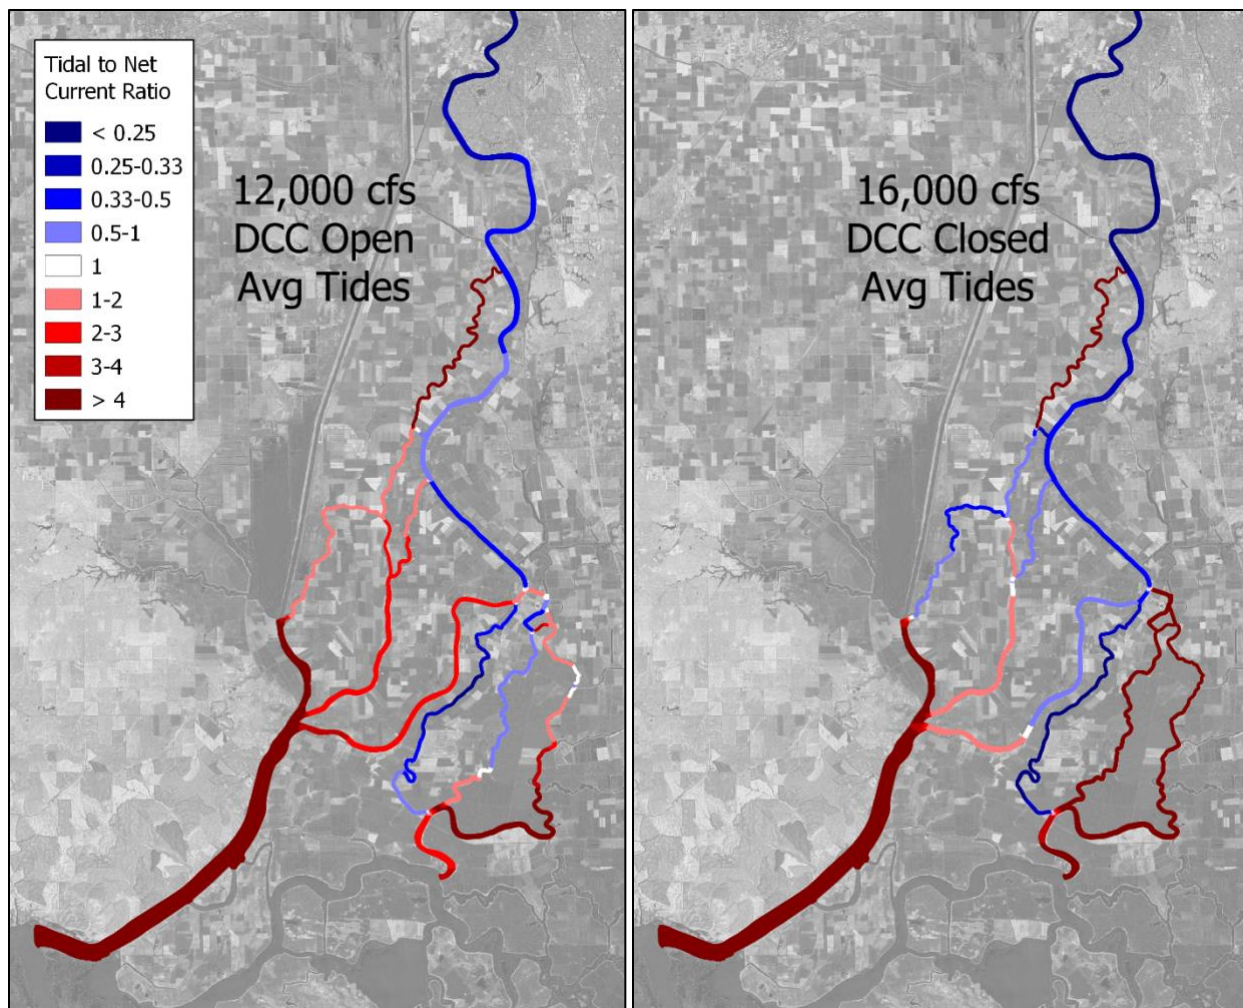 Tidal to Net
Current Ratio
< 0.25
0.25-0.33
0.33-0.5
0.5-1
1
1-2
2-3
3-4
> 4
12,000 cfs
DCC Open
Avg Tides
16,000 cfs
DCC Closed
Avg Tides